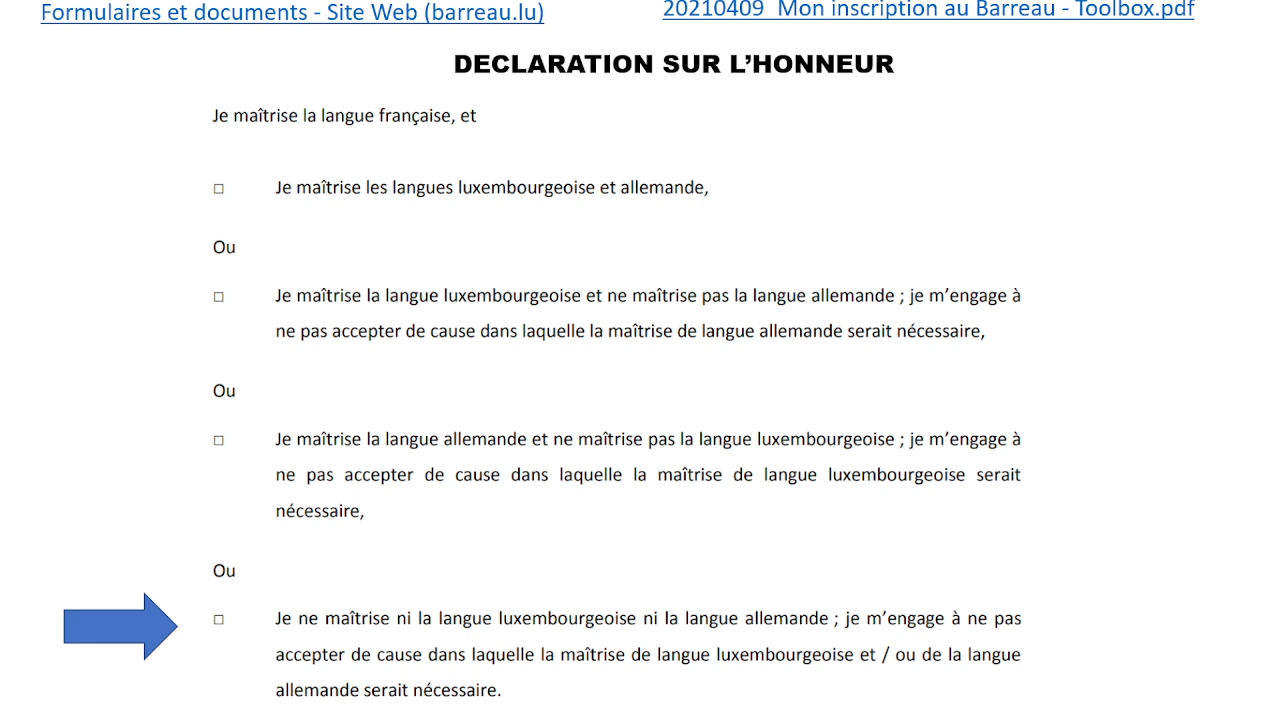 Formulaires et documents - Site Web (barreau.lu)
20210409_Mon inscription au Barreau - Toolbox.pdf
DECLARATION SUR L’HONNEUR
Je maîtrise la langue française, et
□ Je maîtrise les langues luxembourgeoise et allemande,
Ou
□ Je maîtrise la langue luxembourgeoise et ne maîtrise pas la langue allemande ; je m’engage à
ne pas accepter de cause dans laquelle la maîtrise de langue allemande serait nécessaire,
Ou
□ Je maîtrise la langue allemande et ne maîtrise pas la langue luxembourgeoise ; je m’engage à
ne pas accepter de cause dans laquelle la maîtrise de langue luxembourgeoise serait
nécessaire,
Ou
□ Je ne maîtrise ni la langue luxembourgeoise ni la langue allemande ; je m’engage à ne pas
accepter de cause dans laquelle la maîtrise de langue luxembourgeoise et / ou de la langue
allemande serait nécessaire.